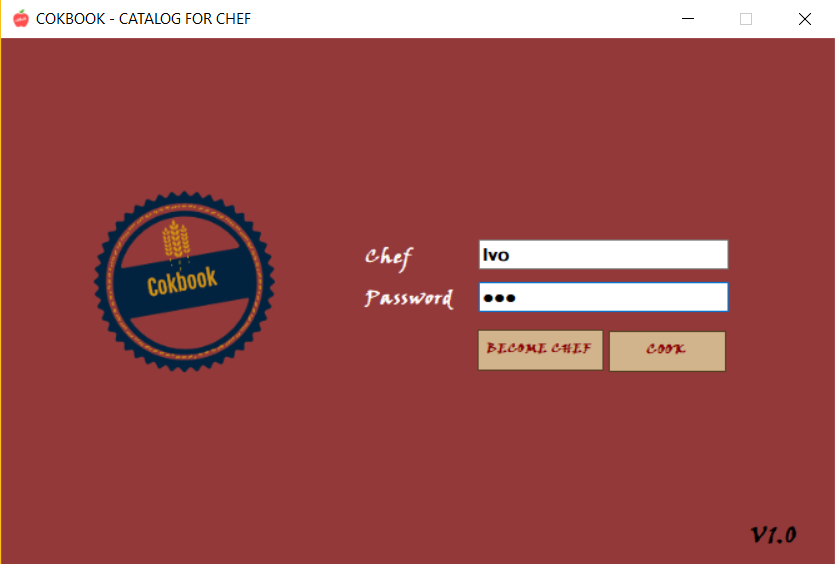 COKBOOK - CATALOG FOR CHEF
Cokbook
Chef
Ivo
Password
●●●
BECOME CHEF
COOK
V1.0